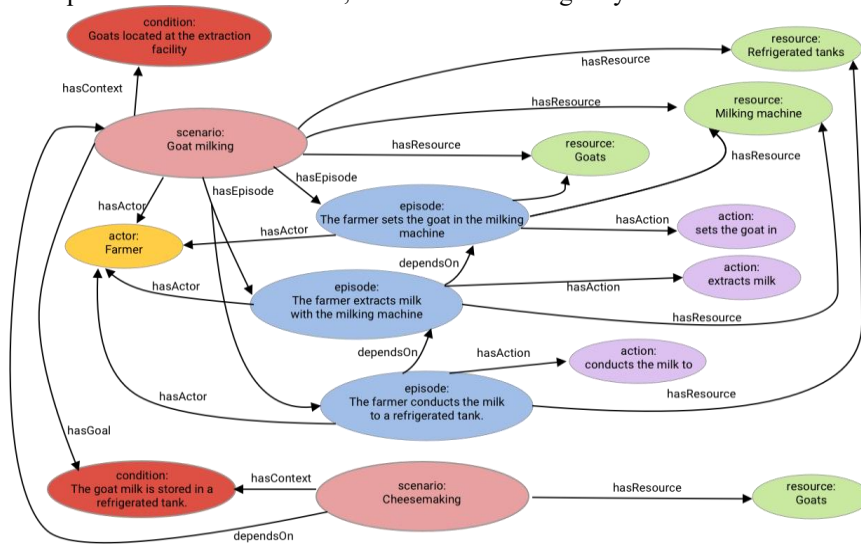 condition:
Goats located at the extraction
facility
resource:
Refrigerated tanks
hasResource
hasContext
resource:
Milking machine
hasResource
scenario:
Goat milking
hasResource
resource:
Goats
hasResource
hasEpisode
hasEpisode
hasActor
episode:
The farmer sets the goat in the milking
machine
hasAction
action:
sets the goat in
actor:
Farmer
hasActor
dependsOn
action:
extracts milk
hasAction
hasActor
episode:
The farmer extracts milk
with the milking machine
hasResource
dependsOn
hasAction
action:
conducts the milk to
hasActor
episode:
The farmer conducts the milk
to a refrigerated tank.
hasResource
hasGoal
condition:
The goat milk is stored in a
refrigerated tank.
hasContext
scenario:
Cheesemaking
hasResource
resource:
Goats
dependsOn